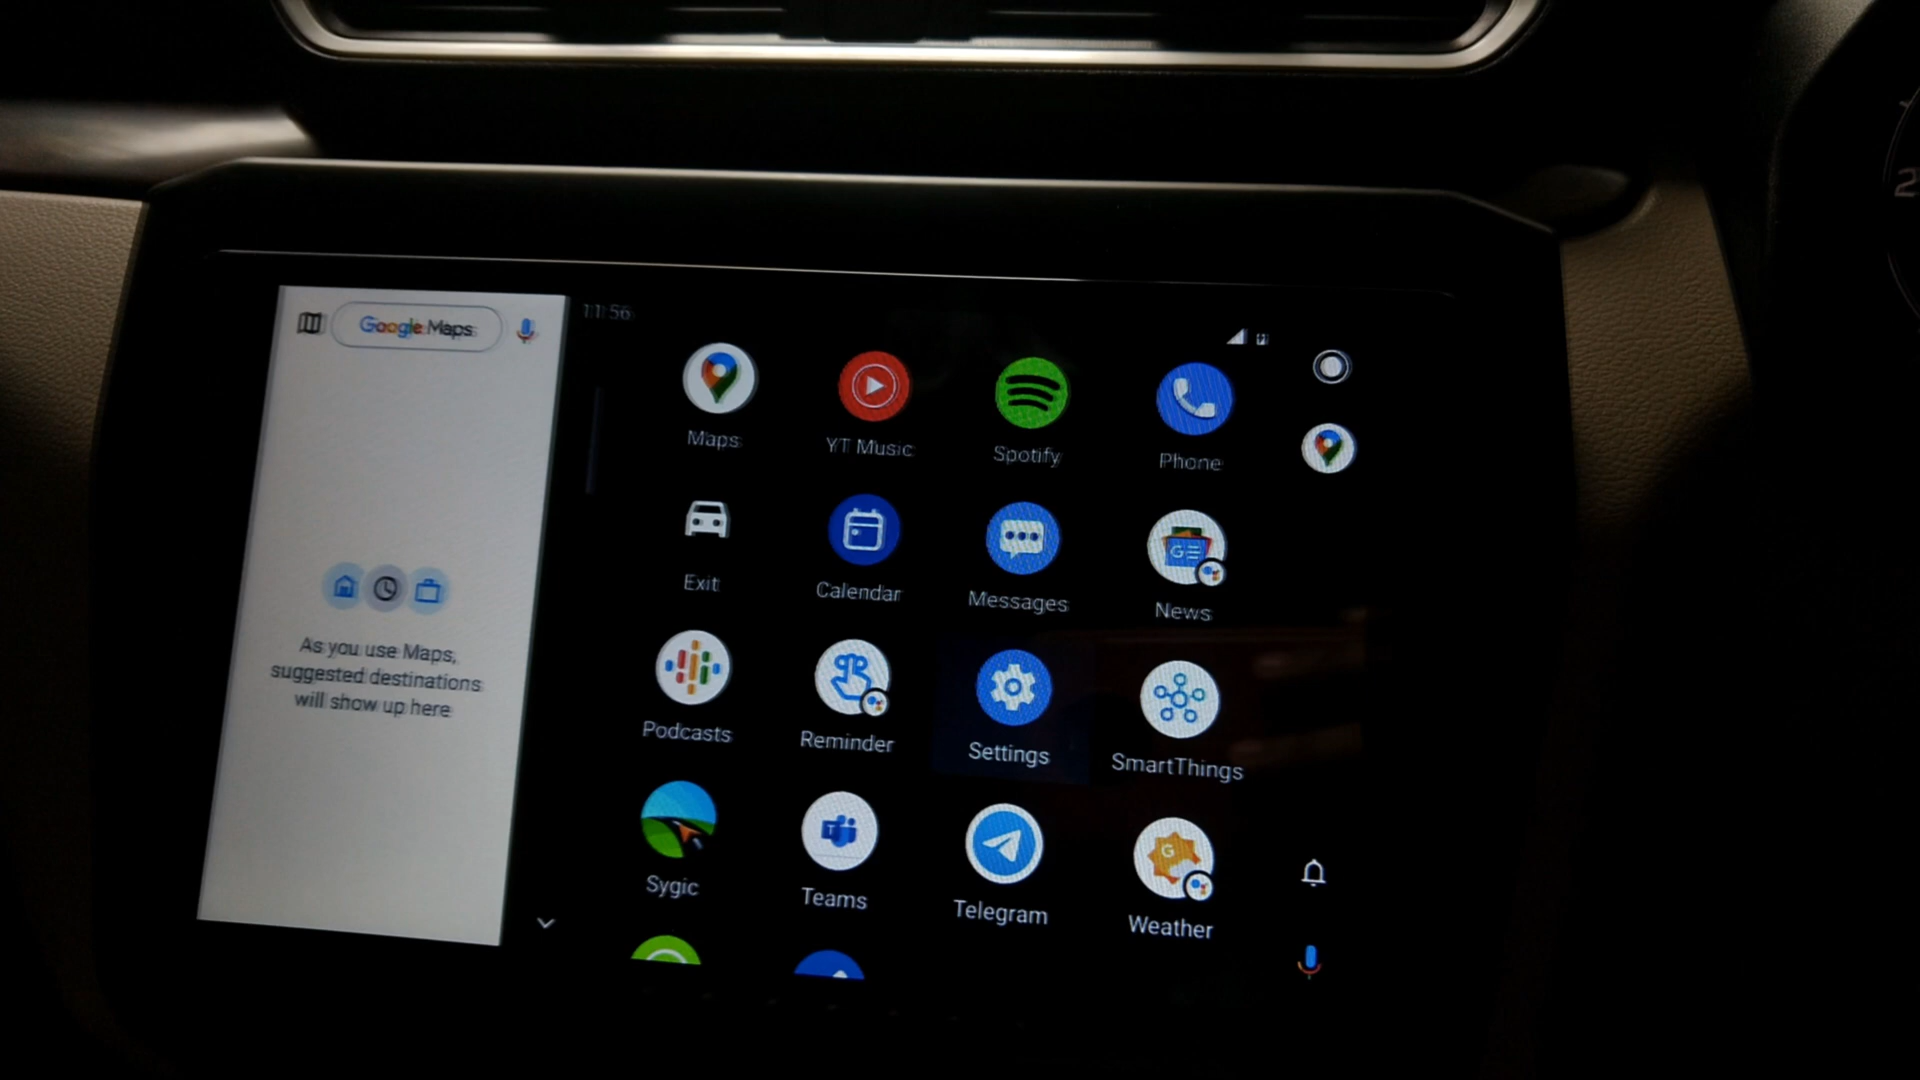 Google Maps
11:56
Maps
YT Music
Spotify
Phone
Exit
Calendar
Messages
News
Podcasts
Reminder
Settings
SmartThings
As you use Maps,
suggested destinations
will show up here
Sygic
Teams
Telegram
Weather
2